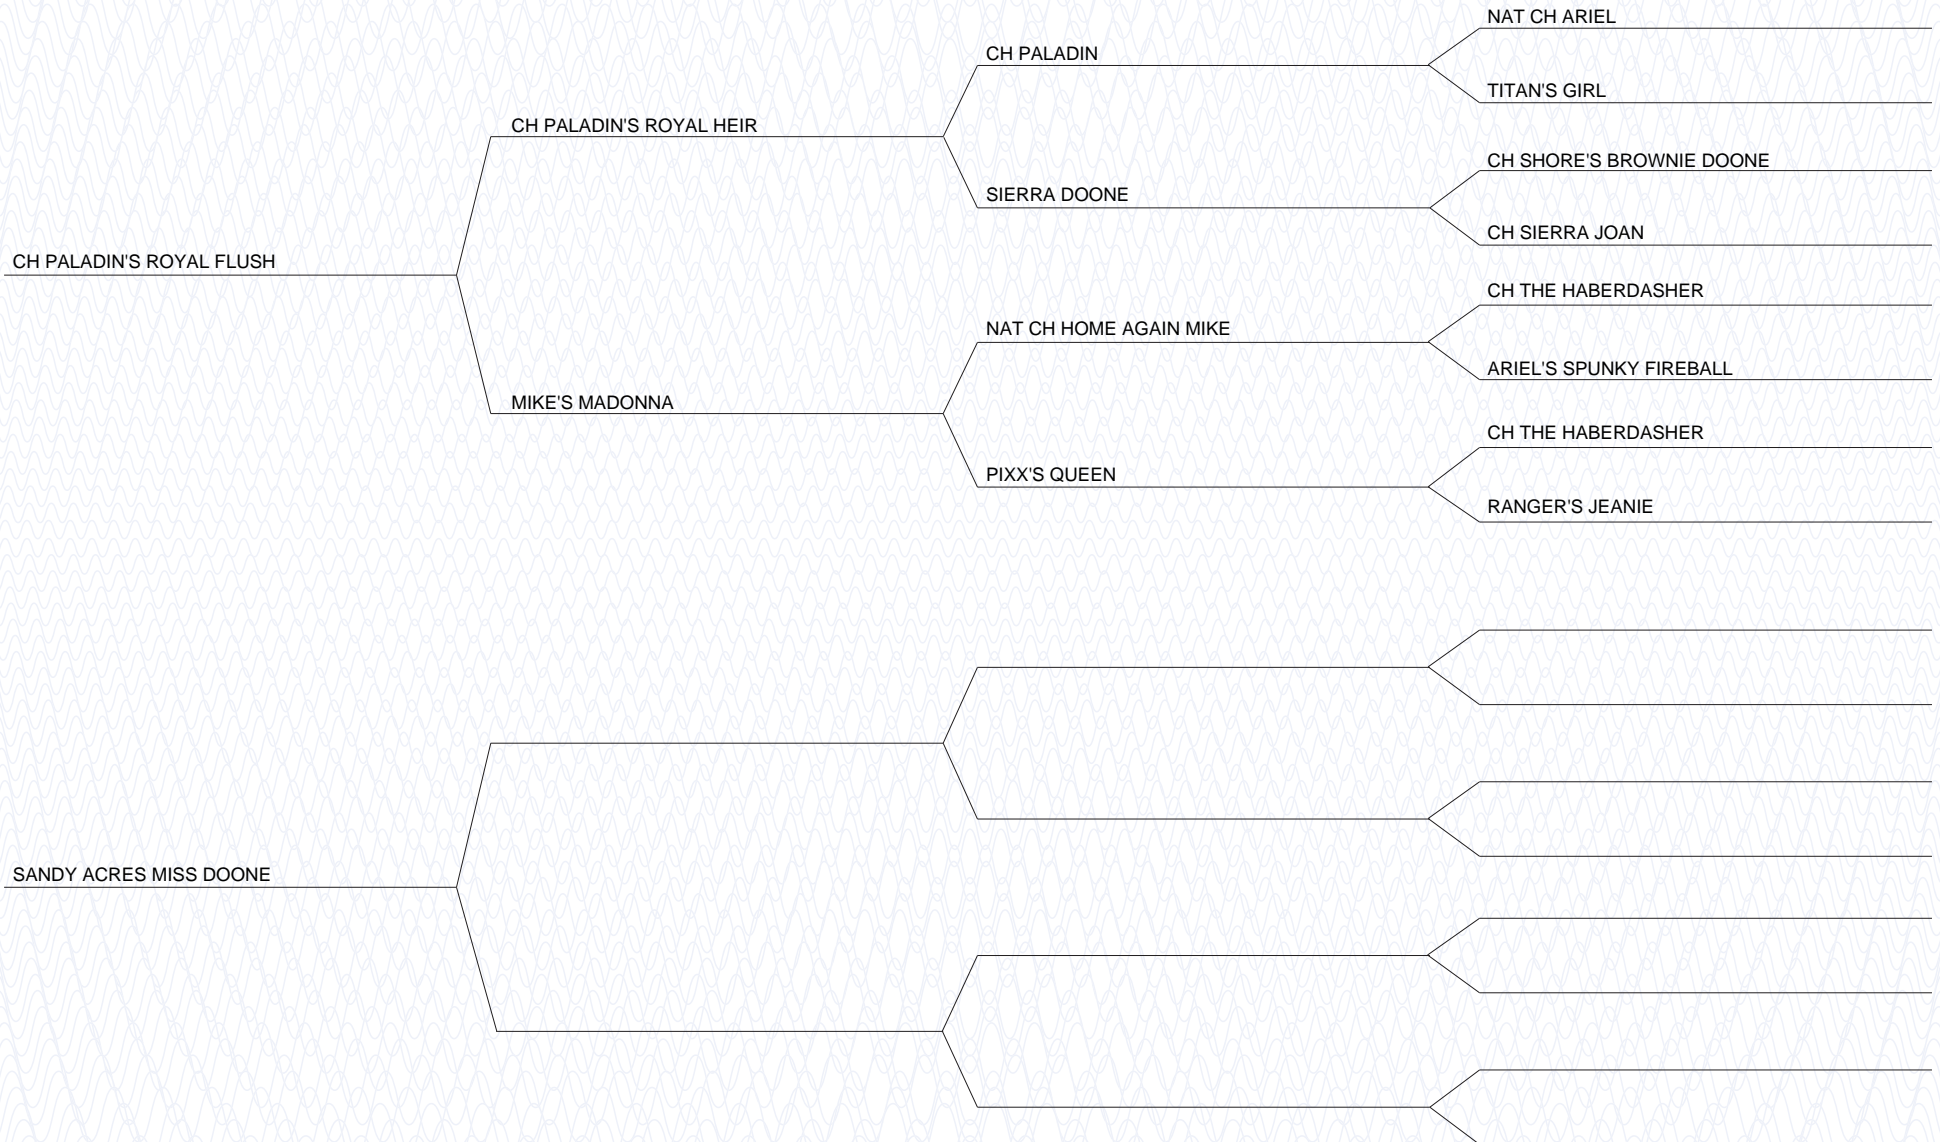 NAT CH ARIEL
CH PALADIN
TITAN'S GIRL
CH PALADIN'S ROYAL HEIR
CH SHORE'S BROWNIE DOONE
SIERRA DOONE
CH SIERRA JOAN
CH PALADIN'S ROYAL FLUSH
CH THE HABERDASHER
NAT CH HOME AGAIN MIKE
ARIEL'S SPUNKY FIREBALL
MIKE'S MADONNA
CH THE HABERDASHER
PIXX'S QUEEN
RANGER'S JEANIE
SANDY ACRES MISS DOONE